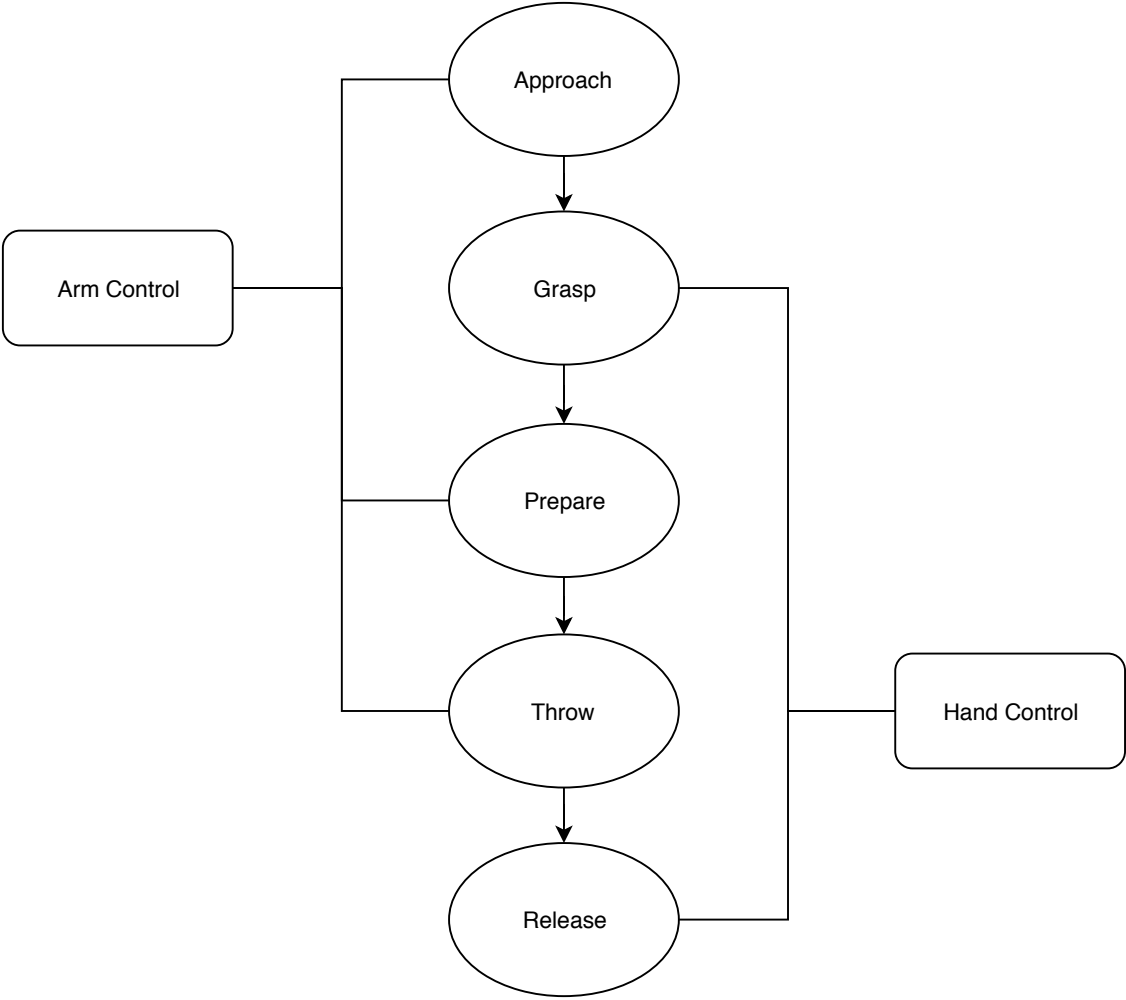 Approach
Arm Control
Grasp
Prepare
Throw
Hand Control
Release